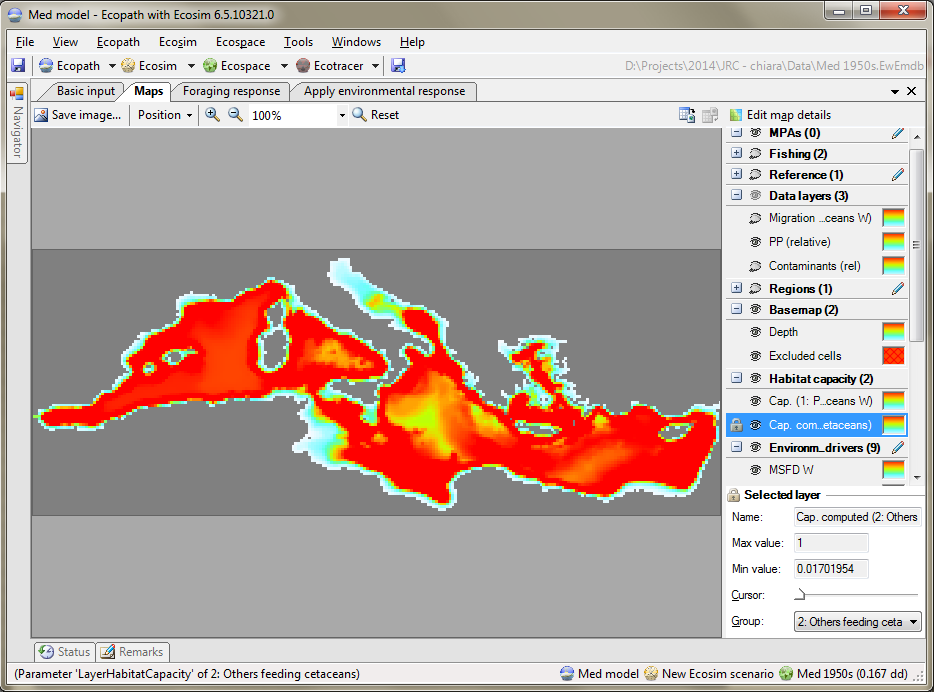 Med model - Ecopath with Ecosim 6.5.10321.0
File View Ecopath Ecosim Ecospace Tools Windows Help
Ecopath Ecosim Ecospace Ecotracer D:\Projects\2014\JRC - chiara\Data\Med 1950s.EwEmdb
Navigator
Basic input Maps Foraging response Apply environmental response
Save image... Position 100% Reset Edit map details
MPAs (0)
Fishing (2)
Reference (1)
Data layers (3)
Migration ...ceans W)
PP (relative)
Contaminants (rel)
Regions (1)
Basemap (2)
Depth
Excluded cells
Habitat capacity (2)
Cap. (1: P...ceans W)
Cap. com...etaceans)
Environm...drivers (9)
MSFD W
Selected layer
Name: Cap. computed (2: Others
Max value: 1
Min value: 0.01701954
Cursor:
Group: 2: Others feeding ceta
Status Remarks
(Parameter 'LayerHabitatCapacity' of 2: Others feeding cetaceans) Med model New Ecosim scenario Med 1950s (0.167 dd)